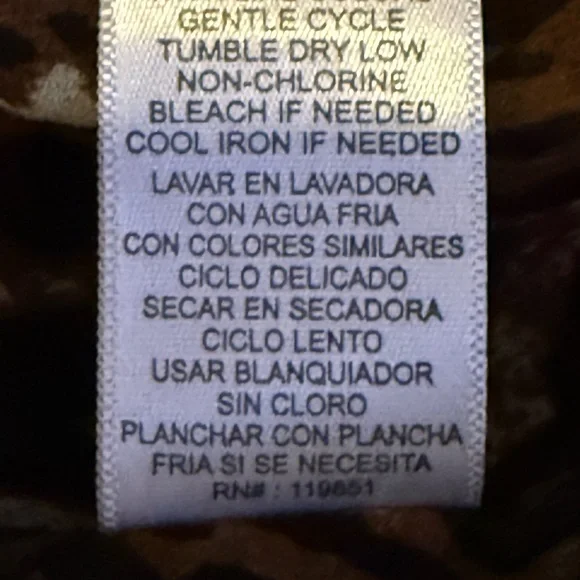 GENTLE CYCLE
TUMBLE DRY LOW
NON-CHLORINE
BLEACH IF NEEDED
COOL IRON IF NEEDED
LAVAR EN LAVADORA
CON AGUA FRIA
CON COLORES SIMILARES
CICLO DELICADO
SECAR EN SECADORA
CICLO LENTO
USAR BLANQUIADOR
SIN CLORO
PLANCHAR CON PLANCHA
FRIA SI SE NECESITA
RN# : 119851